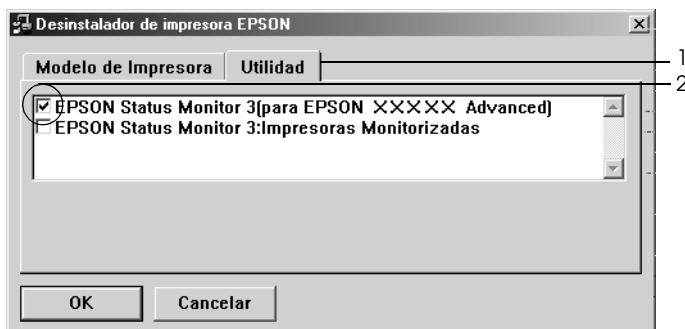 Desinstalador de impresora EPSON
Modelo de Impresora Utilidad
1
2
EPSON Status Monitor 3(para EPSON XXXXX Advanced)
EPSON Status Monitor 3:Impresoras Monitorizadas
OK Cancelar